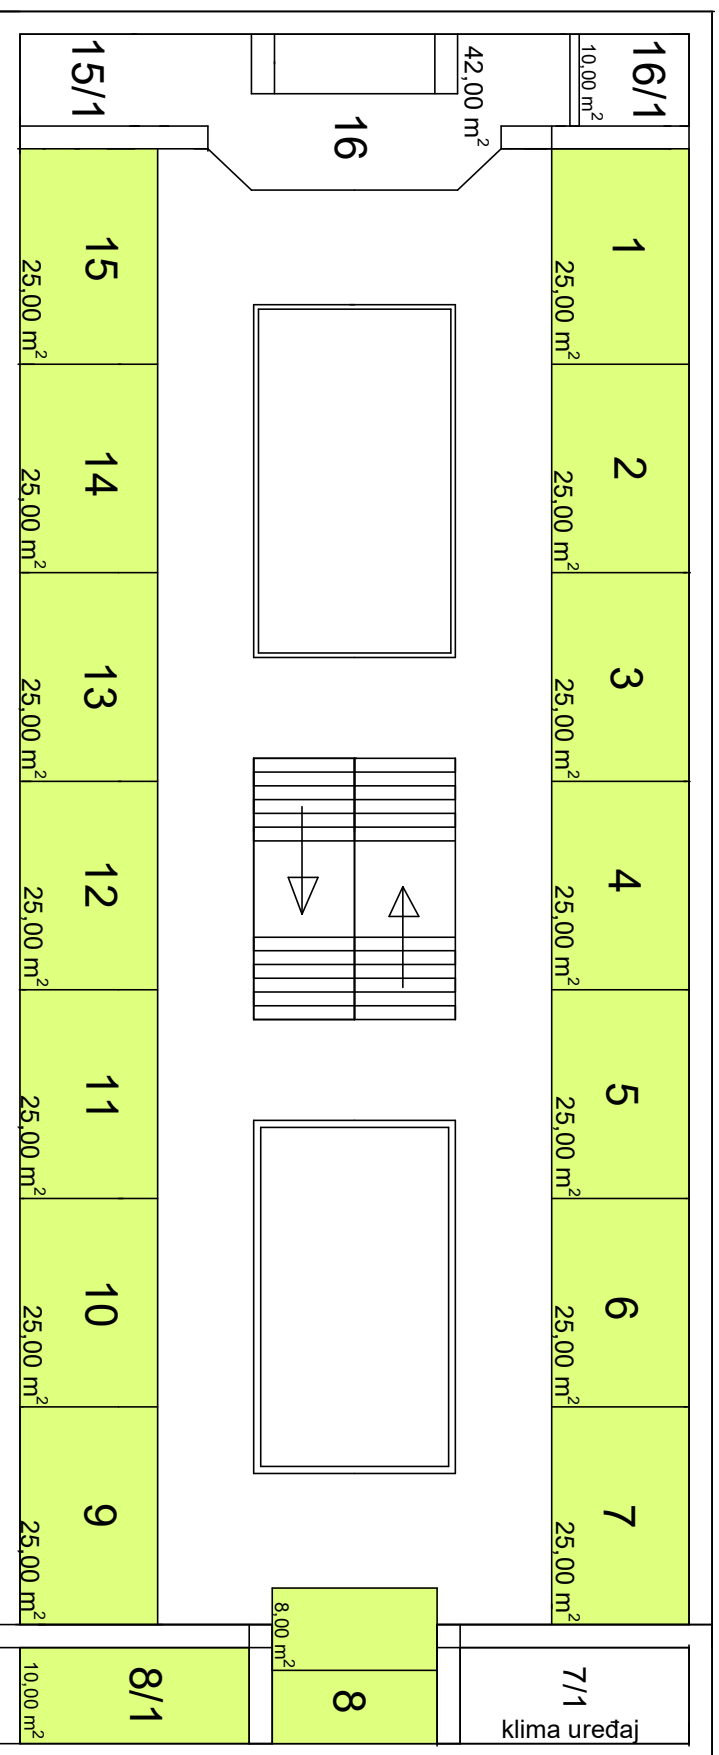 15/1
16
42,00 m²
10,00 m²
16/1
15
25,00 m²
1
25,00 m²
14
25,00 m²
2
25,00 m²
13
25,00 m²
3
25,00 m²
12
25,00 m²
4
25,00 m²
11
25,00 m²
5
25,00 m²
10
25,00 m²
6
25,00 m²
9
25,00 m²
7
25,00 m²
8,00 m²
8
8/1
10,00 m²
7/1
klima uređaj